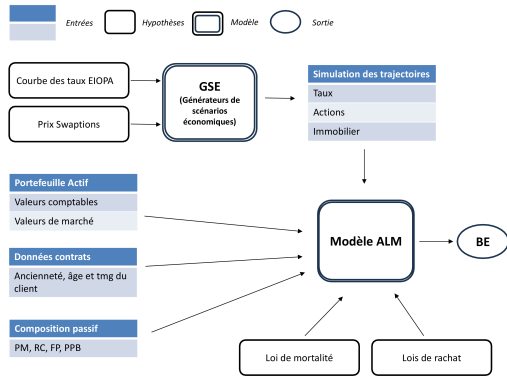 Entrées
Hypothèses
Modèle
Sortie
Courbe des taux EIOPA
Prix Swaptions
GSE
(Générateurs de
scénarios
économiques)
Simulation des trajectoires
Taux
Actions
Immobilier
Portefeuille Actif
Valeurs comptables
Valeurs de marché
Données contrats
Ancienneté, âge et tmg du
client
Composition passif
PM, RC, FP, PPB
Modèle ALM
BE
Loi de mortalité
Lois de rachat